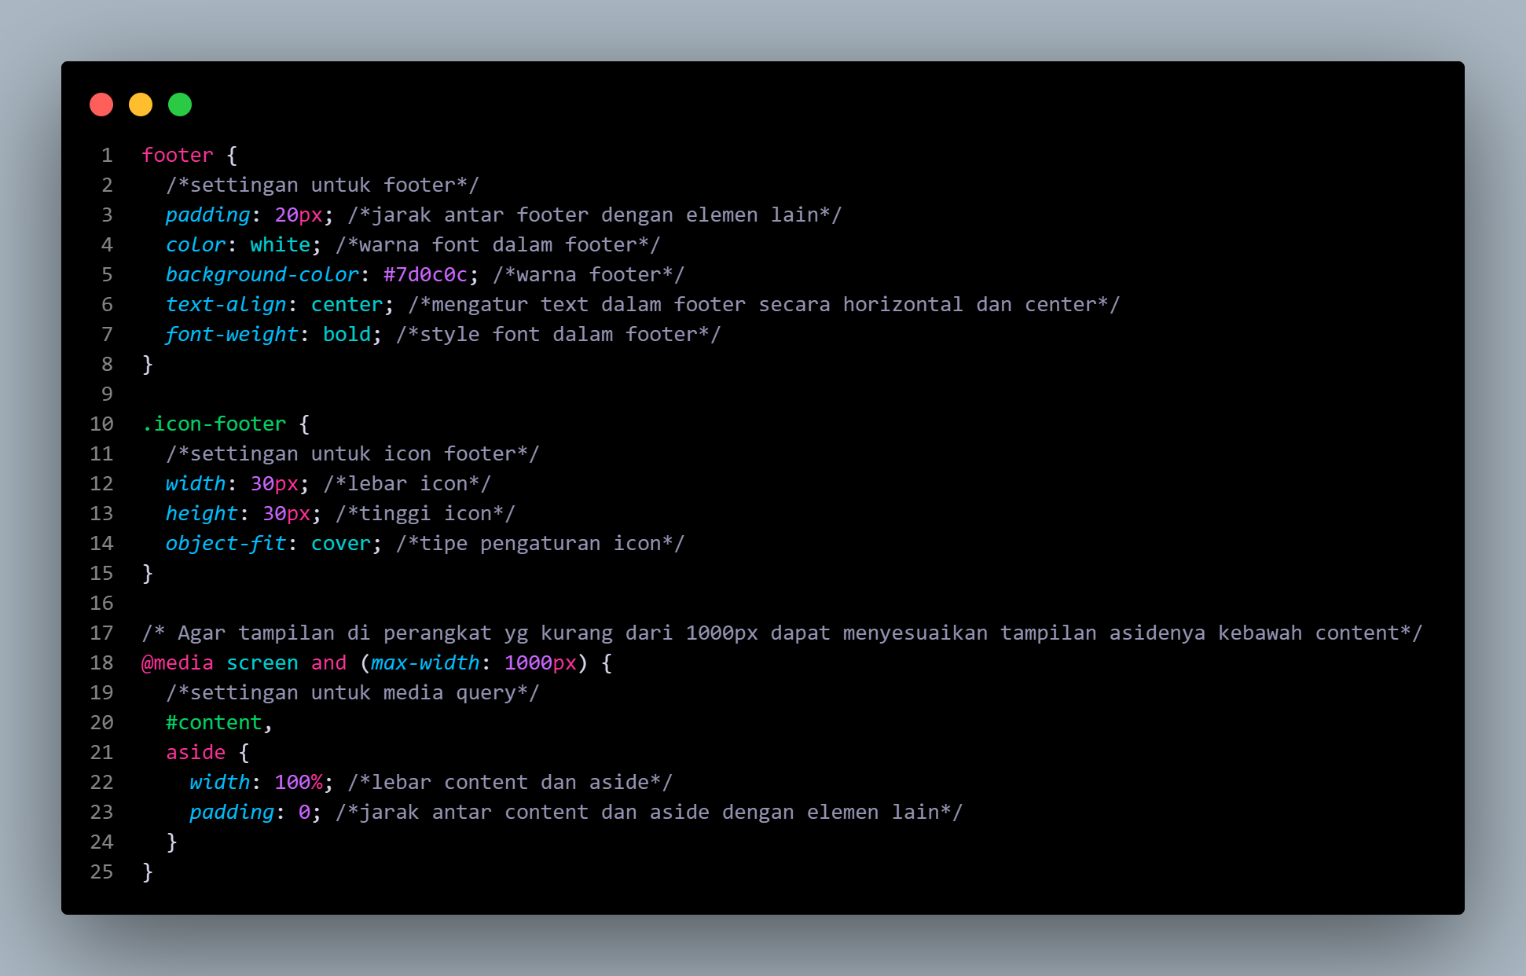 1 footer {
2 /*settingan untuk footer*/
3 padding: 20px; /*jarak antar footer dengan elemen lain*/
4 color: white; /*warna font dalam footer*/
5 background-color: #7d0c0c; /*warna footer*/
6 text-align: center; /*mengatur text dalam footer secara horizontal dan center*/
7 font-weight: bold; /*style font dalam footer*/
8 }
9
10 .icon-footer {
11 /*settingan untuk icon footer*/
12 width: 30px; /*lebar icon*/
13 height: 30px; /*tinggi icon*/
14 object-fit: cover; /*tipe pengaturan icon*/
15 }
16
17 /* Agar tampilan di perangkat yg kurang dari 1000px dapat menyesuaikan tampilan asidenya kebawah content*/
18 @media screen and (max-width: 1000px) {
19 /*settingan untuk media query*/
20 #content,
21 aside {
22 width: 100%; /*lebar content dan aside*/
23 padding: 0; /*jarak antar content dan aside dengan elemen lain*/
24 }
25 }